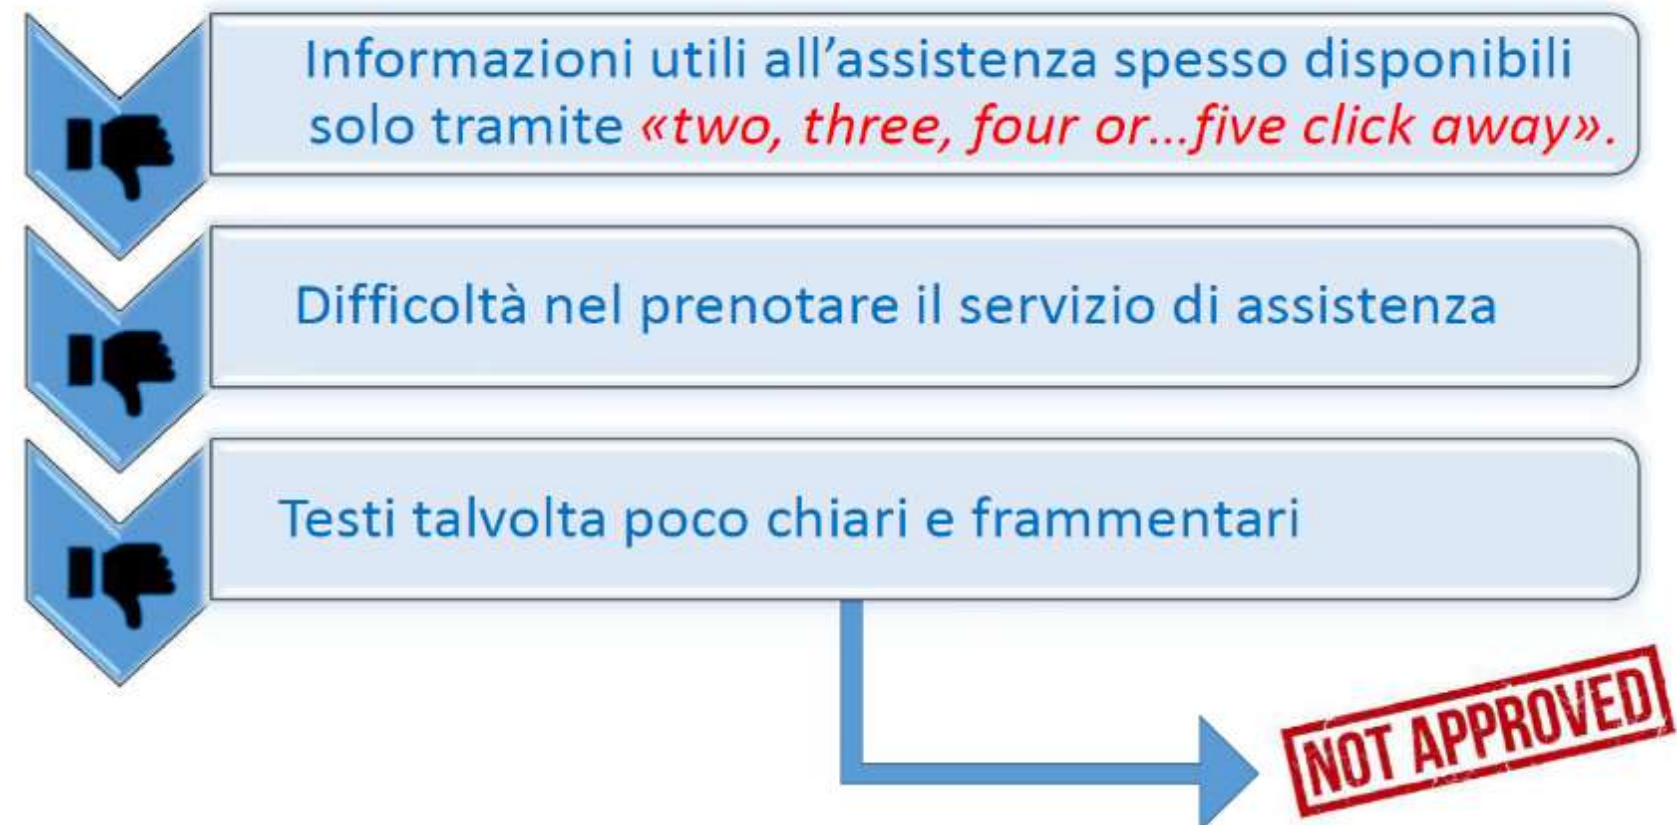 Informazioni utili all’assistenza spesso disponibili
solo tramite «two, three, four or...five click away».
Difficoltà nel prenotare il servizio di assistenza
Testi talvolta poco chiari e frammentari
NOT APPROVED